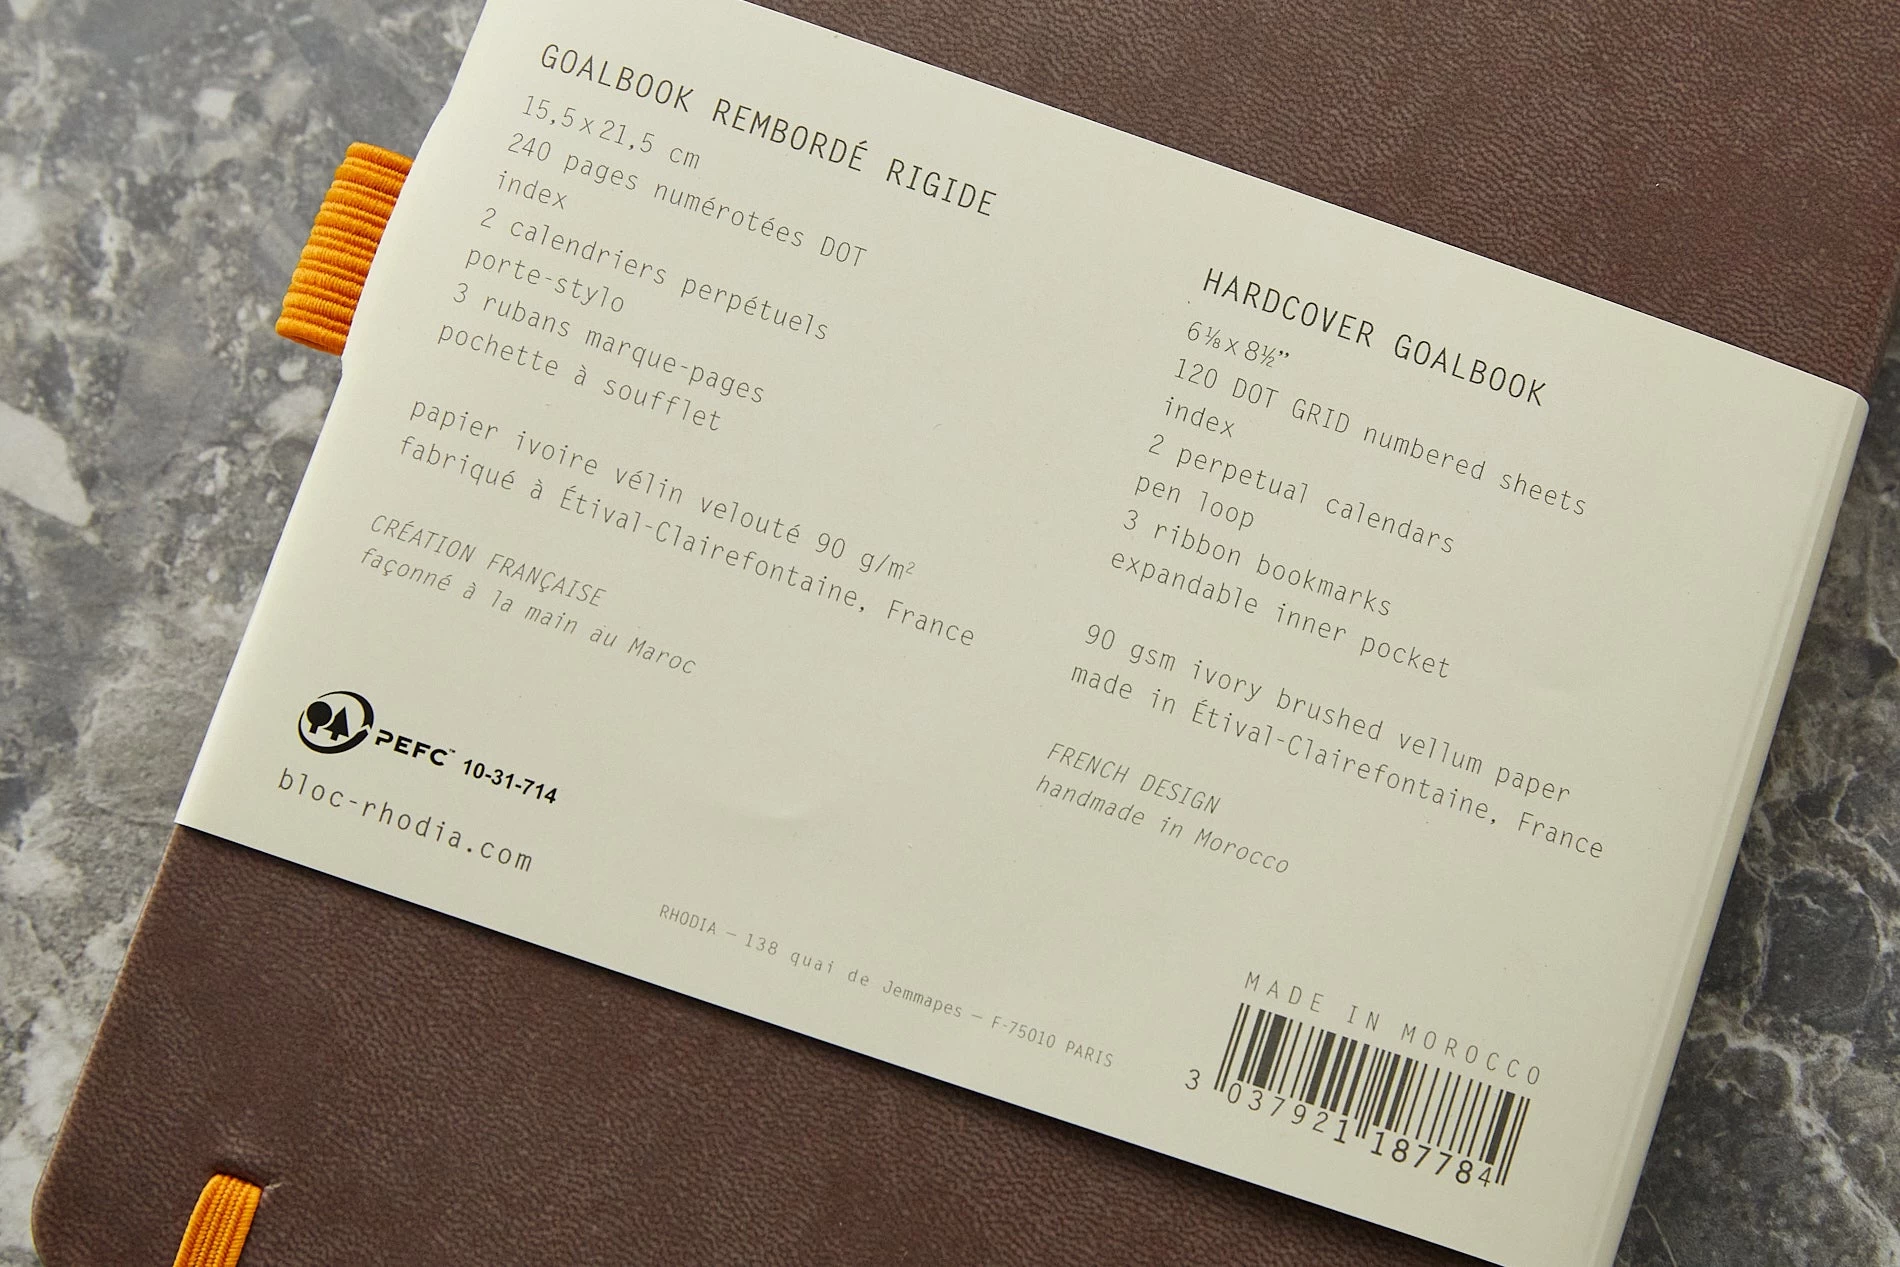 GOALBOOK REMBORDÉ RIGIDE
15,5 x 21,5 cm
240 pages numérotées DOT
index
2 calendriers perpétuels
porte-stylo
3 rubans marque-pages
pochette à soufflet
papier ivoire vélin velouté 90 g/m²
fabriqué à Étival-Clairefontaine, France
CRÉATION FRANÇAISE
façonné à la main au Maroc
PEFC™ 10-31-714
bloc-rhodia.com
HARDCOVER GOALBOOK
6⅛ x 8½”
120 DOT GRID numbered sheets
index
2 perpetual calendars
pen loop
3 ribbon bookmarks
expandable inner pocket
90 gsm ivory brushed vellum paper
made in Étival-Clairefontaine, France
FRENCH DESIGN
handmade in Morocco
RHODIA – 138 quai de Jemmapes – F-75010 PARIS
MADE IN MOROCCO
3 037921 187784